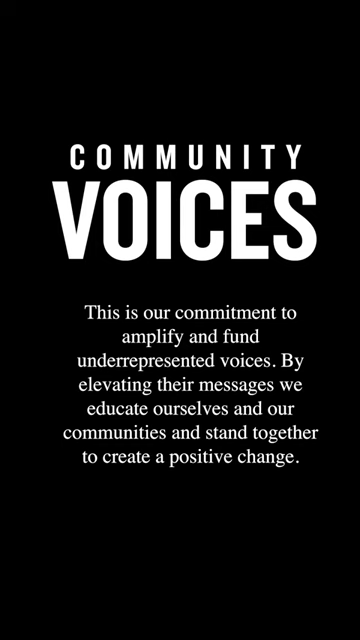 COMMUNITY
VOICES
This is our commitment to
amplify and fund
underrepresented voices. By
elevating their messages we
educate ourselves and our
communities and stand together
to create a positive change.